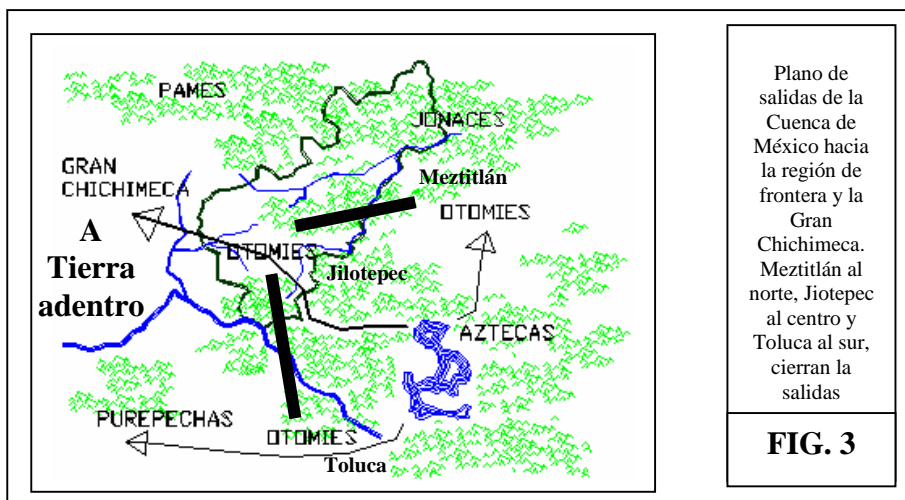 PAMES
JONACES
GRAN
CHICHIMECA
Meztitlán
OTOMIES
A
Tierra
adentro
OTOMIES
Jilotepec
AZTECAS
PUREPECHAS
OTOMIES
Toluca
Plano de
salidas de la
Cuenca de
México hacia
la región de
frontera y la
Gran
Chichimeca.
Meztitlán al
norte, Jiotepec
al centro y
Toluca al sur,
cierran la
salidas
FIG. 3